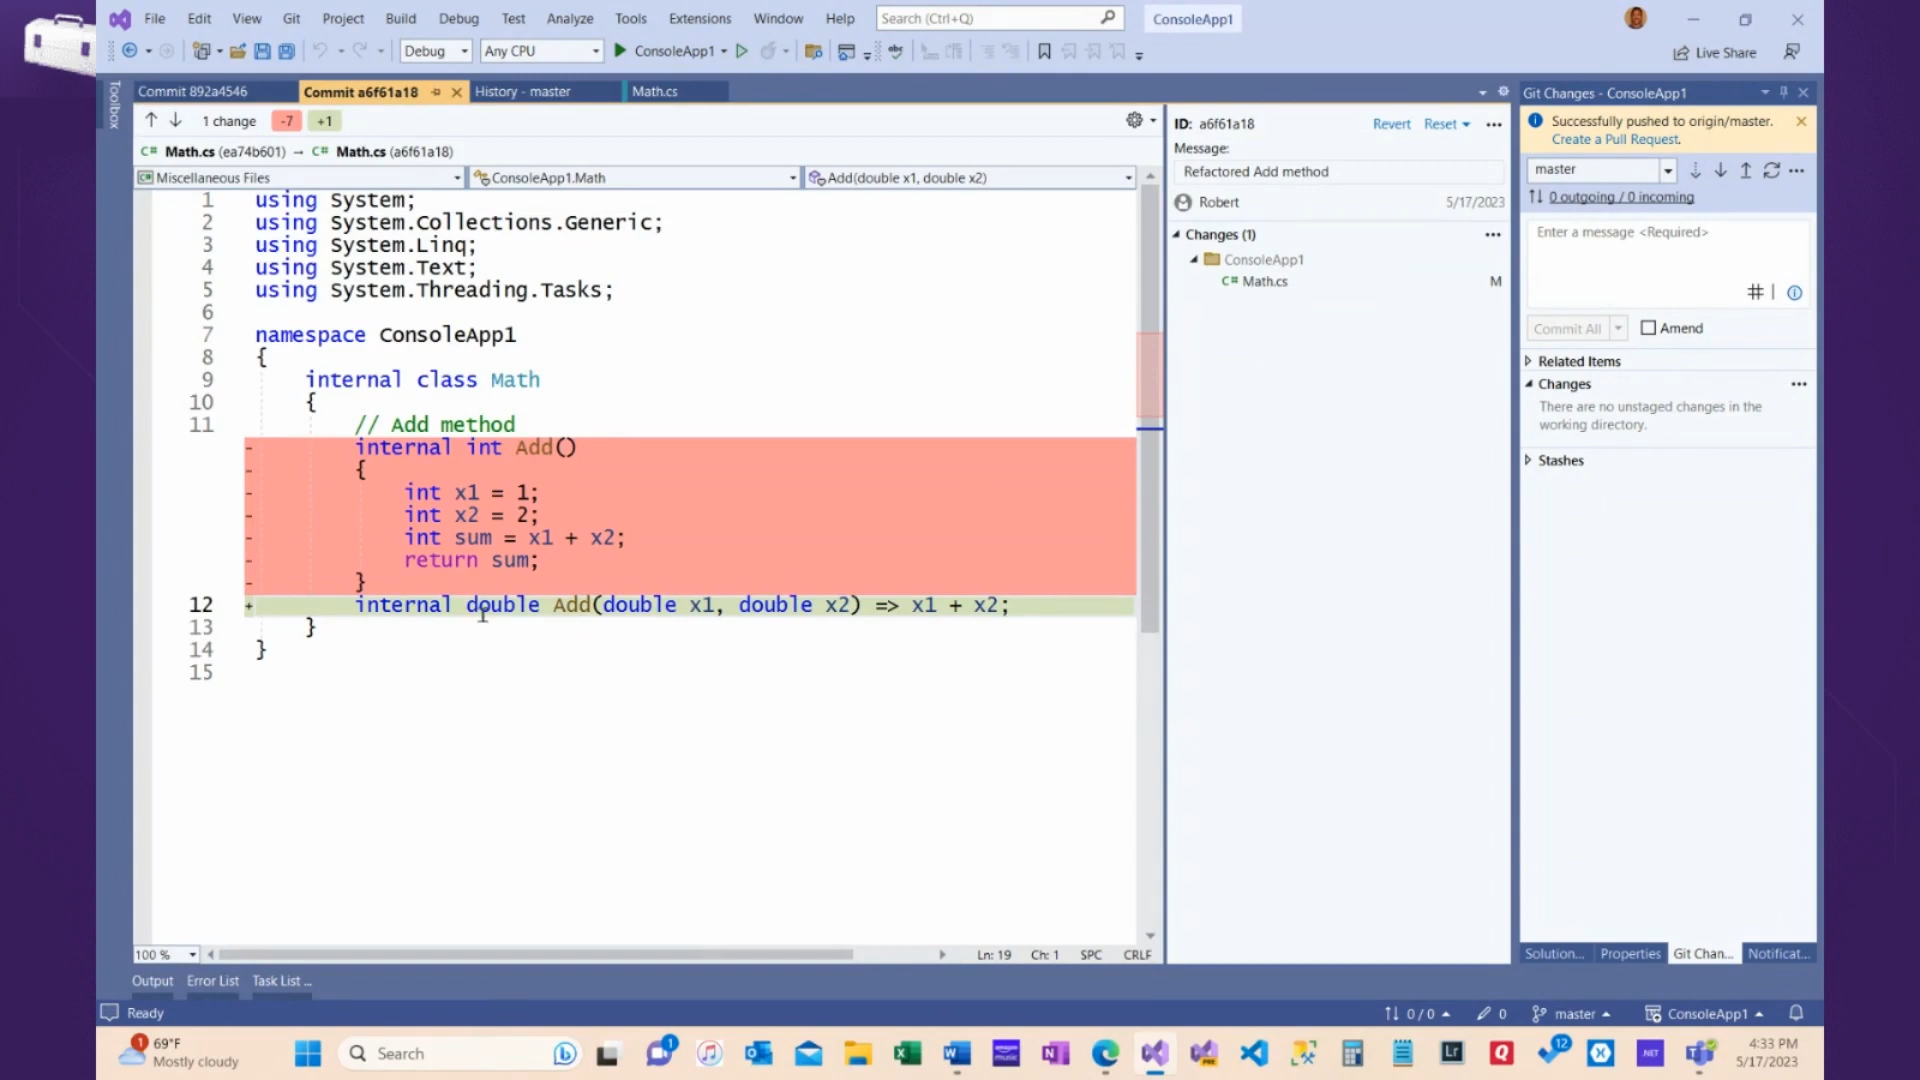 File Edit View Git Project Build Debug Test Analyze Tools Extensions Window Help Search (Ctrl+Q) ConsoleApp1
Debug Any CPU ConsoleApp1 Live Share
Toolbox
Commit 892a4546 Commit a6f61a18 History - master Math.cs
1 change -7 +1
C# Math.cs (ea74b601) → C# Math.cs (a6f61a18)
Miscellaneous Files ConsoleApp1.Math Add(double x1, double x2)
1 using System;
2 using System.Collections.Generic;
3 using System.Linq;
4 using System.Text;
5 using System.Threading.Tasks;
6
7 namespace ConsoleApp1
8 {
9 internal class Math
10 {
11 // Add method
- internal int Add()
- {
- int x1 = 1;
- int x2 = 2;
- int sum = x1 + x2;
- return sum;
- }
12 + internal double Add(double x1, double x2) => x1 + x2;
13 }
14 }
15
100 % Ln: 19 Ch: 1 SPC CRLF
ID: a6f61a18 Revert Reset
Message:
Refactored Add method
Robert 5/17/2023
Changes (1)
ConsoleApp1
C# Math.cs M
Git Changes - ConsoleApp1
Successfully pushed to origin/master.
Create a Pull Request.
master
0 outgoing / 0 incoming
Enter a message <Required>
Commit All Amend
Related Items
Changes
There are no unstaged changes in the
working directory.
Stashes
Solution... Properties Git Chan... Notificat...
Output Error List Task List ...
Ready 0 / 0 0 master ConsoleApp1
1 69°F
Mostly cloudy
Search
1
PRE
Lr
12
.NET
4:33 PM
5/17/2023